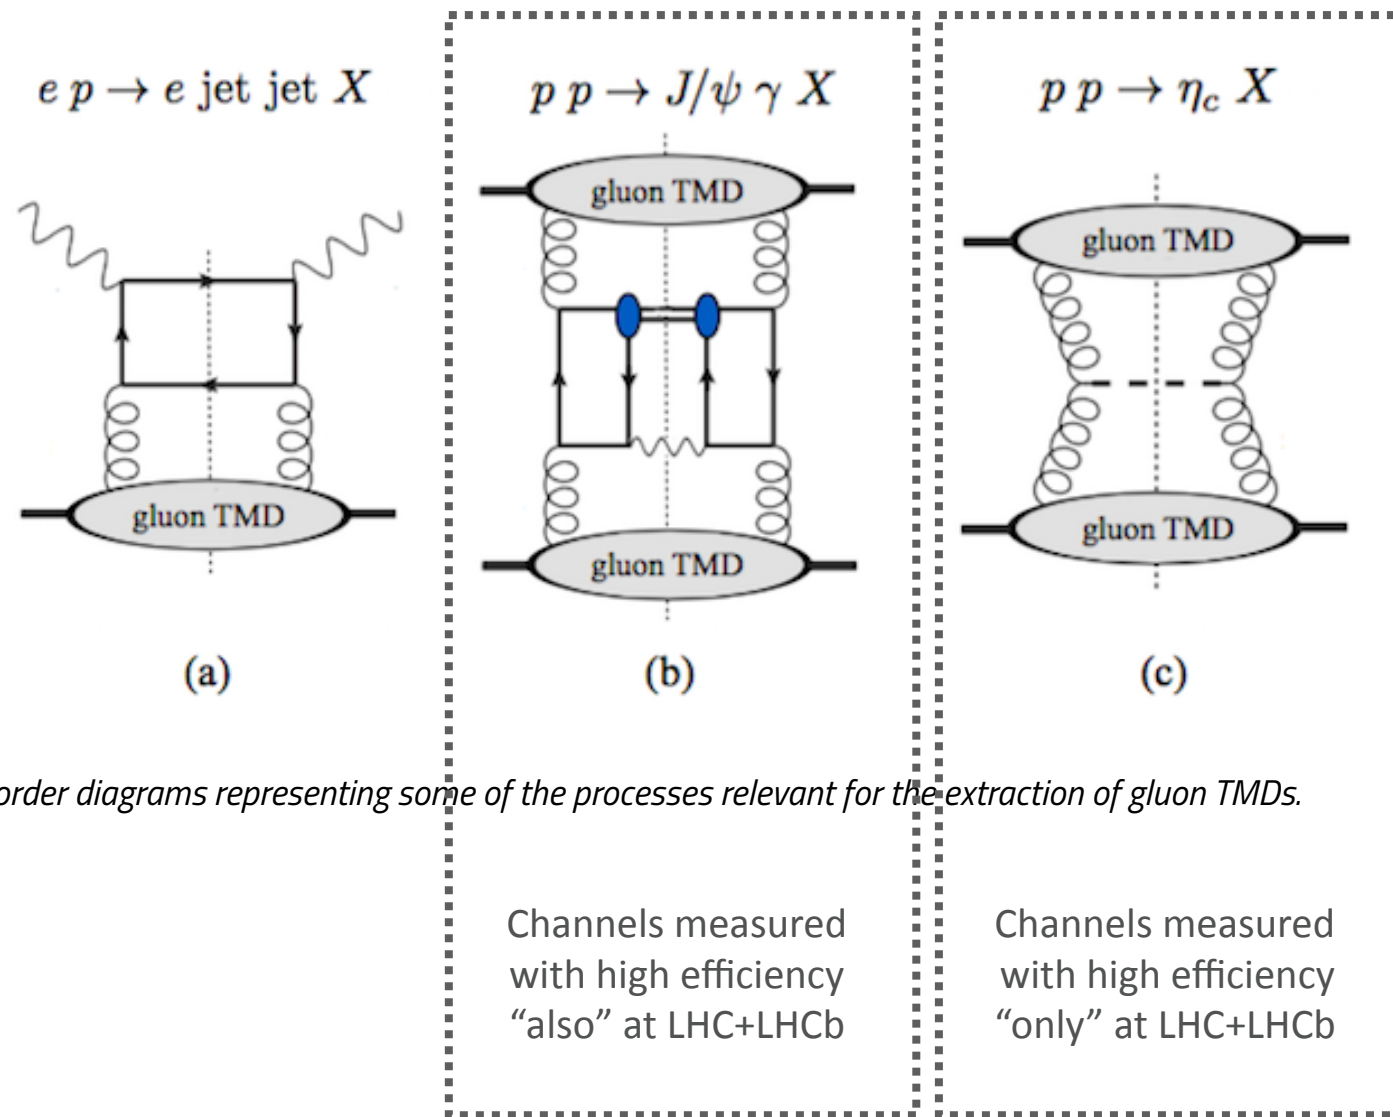 e p → e jet jet X
p p → J/ψ γ X
p p → η_c X
gluon TMD
gluon TMD
gluon TMD
gluon TMD
gluon TMD
(a)
(b)
(c)
order diagrams representing some of the processes relevant for the extraction of gluon TMDs.
Channels measured
with high efficiency
“also” at LHC+LHCb
Channels measured
with high efficiency
“only” at LHC+LHCb